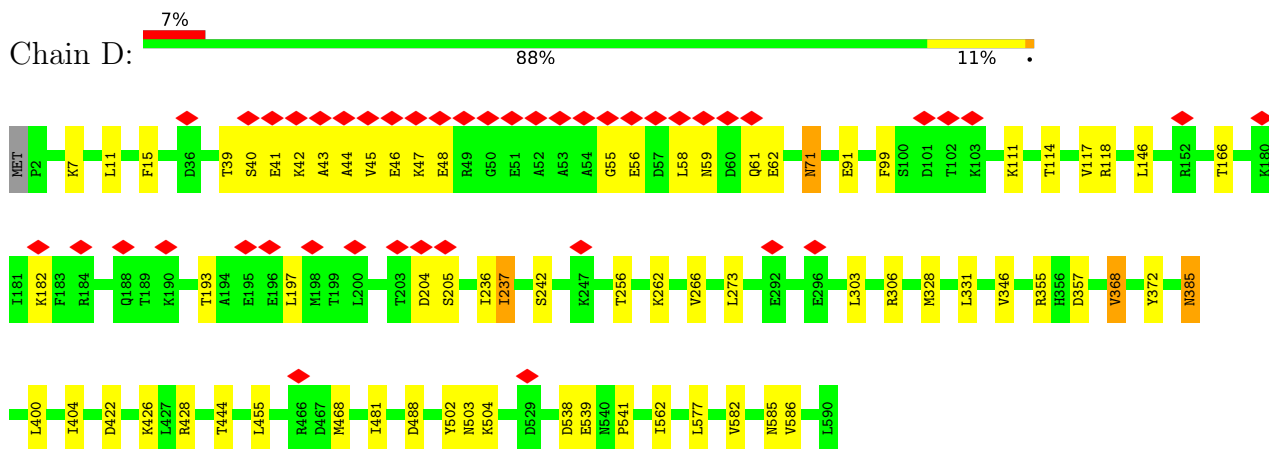 7%
Chain D:
88% 11% •
MET P2 K7 L11 F15 D36 T39 S40 E41 K42 A43 A44 V45 E46 K47 E48 R49 G50 E51 A52 A53 A54 G55 E56 D57 L58 N59 D60 Q61 E62 N71 E91 F99 S100 D101 T102 K103 K111 T114 V117 R118 L146 R152 T166 K180
I181 K182 F183 R184 Q188 T189 K190 T193 A194 E195 E196 L197 M198 T199 L200 T203 D204 S205 I236 I237 S242 K247 T256 K262 V266 L273 E292 E296 L303 R306 M328 L331 V346 R355 H356 D357 V368 Y372 N385
L400 I404 D422 K426 L427 R428 T444 L455 R466 D467 M468 I481 D488 Y502 N503 K504 D529 D538 E539 N540 P541 I562 L577 V582 N585 V586 L590